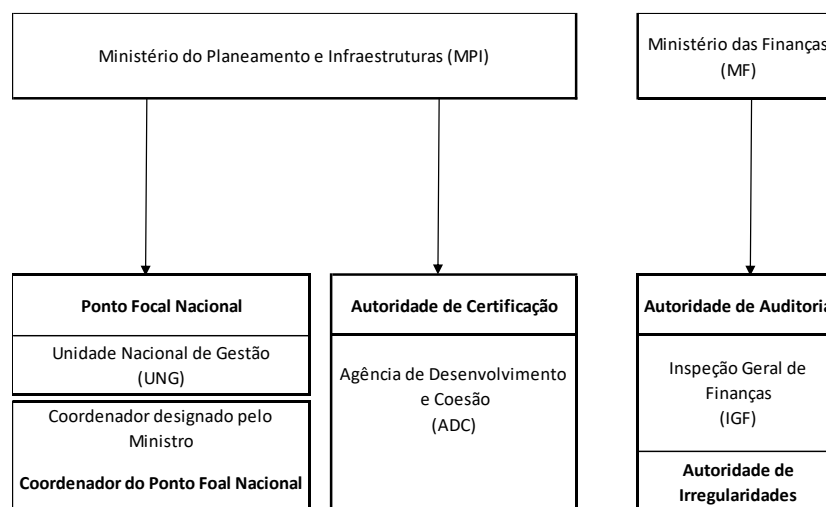 Ministério do Planeamento e Infraestruturas (MPI)
Ministério das Finanças
(MF)
Ponto Focal Nacional
Unidade Nacional de Gestão
(UNG)
Coordenador designado pelo
Ministro
Coordenador do Ponto Foal Nacional
Autoridade de Certificação
Agência de Desenvolvimento
e Coesão
(ADC)
Autoridade de Auditoria
Inspeção Geral de
Finanças
(IGF)
Autoridade de
Irregularidades